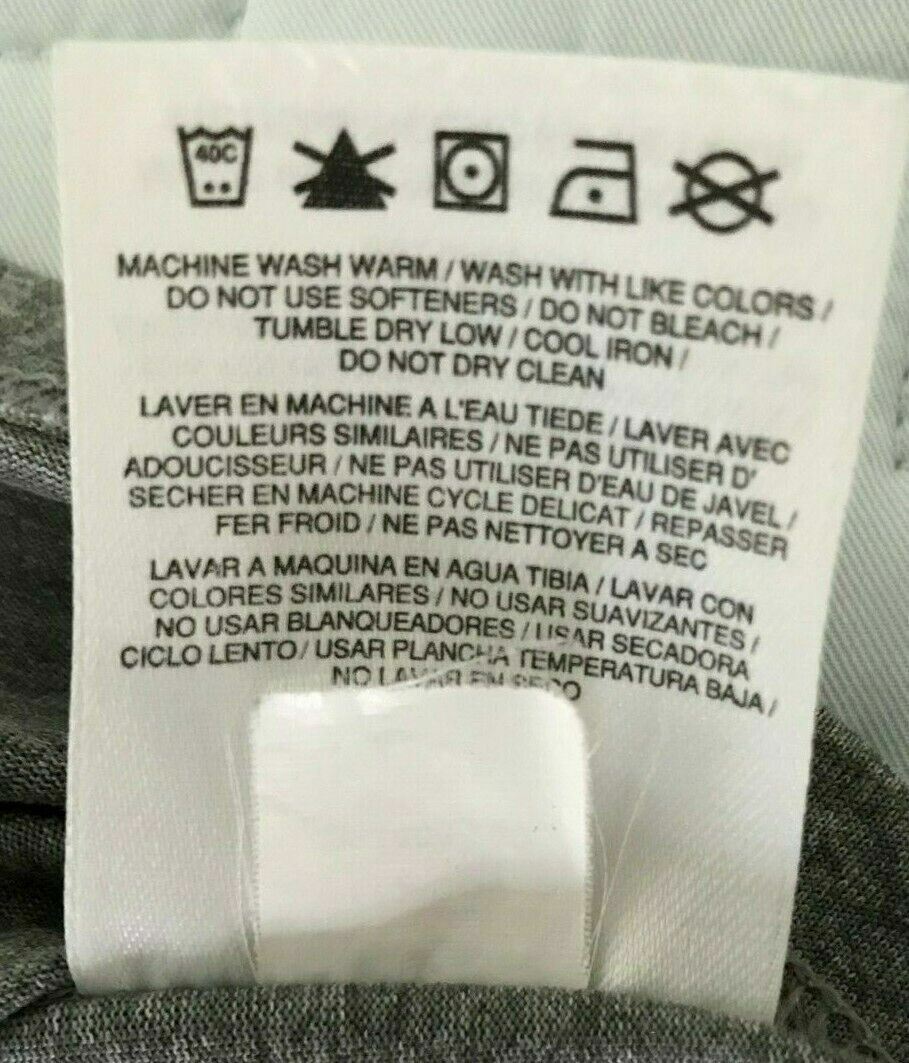 40C
MACHINE WASH WARM / WASH WITH LIKE COLORS /
DO NOT USE SOFTENERS / DO NOT BLEACH /
TUMBLE DRY LOW / COOL IRON /
DO NOT DRY CLEAN
LAVER EN MACHINE A L'EAU TIEDE / LAVER AVEC
COULEURS SIMILAIRES / NE PAS UTILISER D'
ADOUCISSEUR / NE PAS UTILISER D'EAU DE JAVEL /
SECHER EN MACHINE CYCLE DELICAT / REPASSER
FER FROID / NE PAS NETTOYER A SEC
LAVAR A MAQUINA EN AGUA TIBIA / LAVAR CON
COLORES SIMILARES / NO USAR SUAVIZANTES /
NO USAR BLANQUEADORES / USAR SECADORA
CICLO LENTO / USAR PLANCHA TEMPERATURA BAJA /
NO LAVAR EN SECO